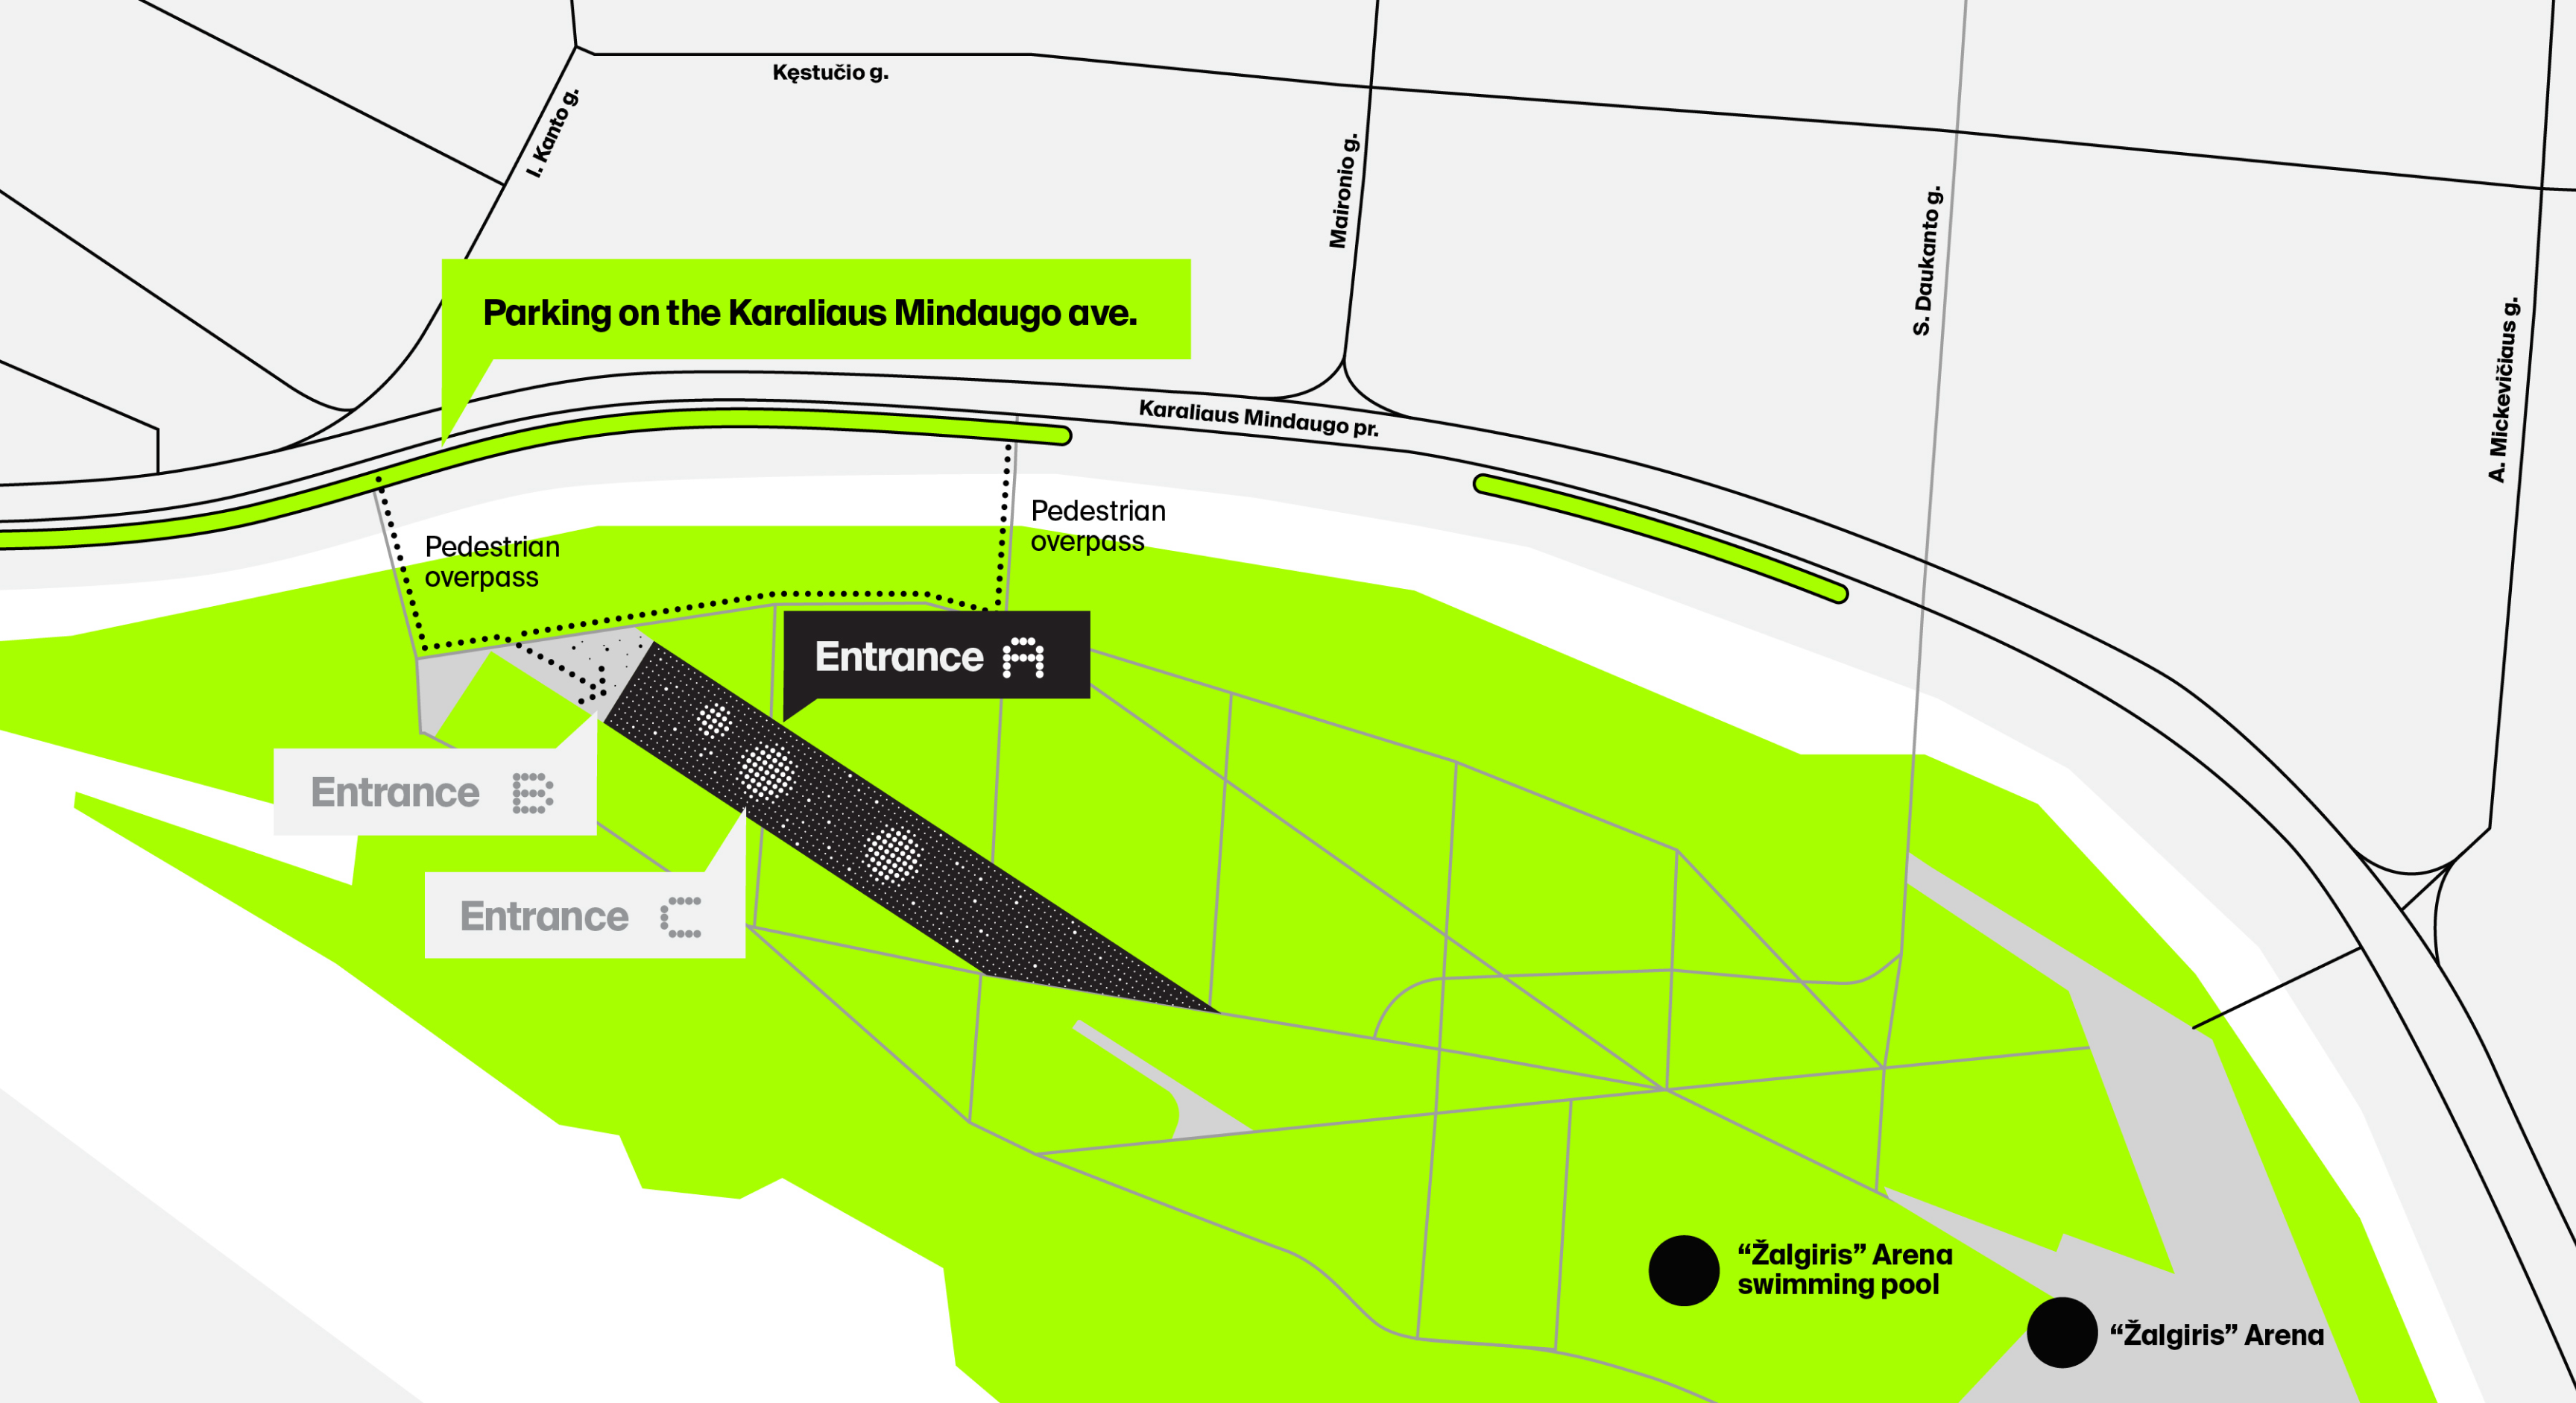 Kęstučio g.
I. Kanto g.
Maironio g.
S. Daukanto g.
A. Mickevičiaus g.
Parking on the Karaliaus Mindaugo ave.
Karaliaus Mindaugo pr.
Pedestrian
overpass
Pedestrian
overpass
Entrance A
Entrance B
Entrance C
“Žalgiris” Arena
swimming pool
“Žalgiris” Arena